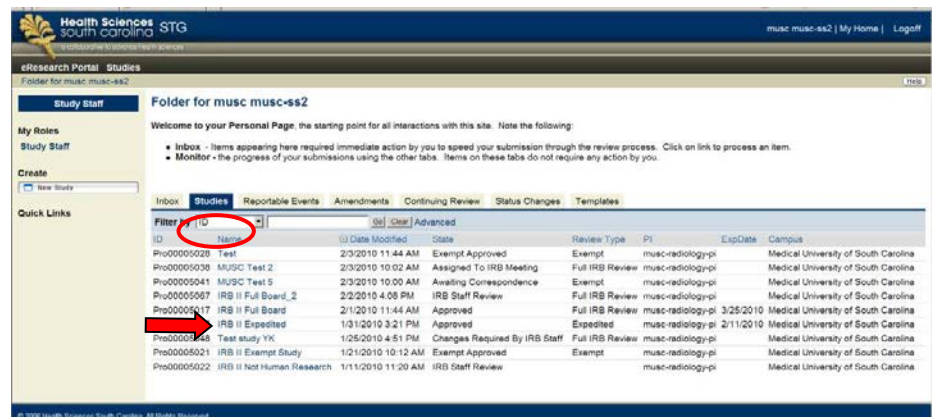 Health Sciences
south carolina STG
musc musc-ss2 | My Home | Logoff
a collaborative to advance health sciences
eResearch Portal Studies
Folder for musc musc-ss2 Help
Study Staff
Folder for musc musc-ss2
Welcome to your Personal Page, the starting point for all interactions with this site. Note the following:
My Roles
Study Staff
• Inbox - Items appearing here required immediate action by you to speed your submission through the review process. Click on link to process an item.
• Monitor - the progress of your submissions using the other tabs. Items on these tabs do not require any action by you.
Create
New Study
Quick Links
Inbox Studies Reportable Events Amendments Continuing Review Status Changes Templates
Filter by ID Go Clear Advanced
ID Name Date Modified State Review Type PI ExpDate Campus
Pro00005028 Test 2/3/2010 11:44 AM Exempt Approved Exempt musc-radiology-pi Medical University of South Carolina
Pro00005038 MUSC Test 2 2/3/2010 10:02 AM Assigned To IRB Meeting Full IRB Review musc-radiology-pi Medical University of South Carolina
Pro00005041 MUSC Test 5 2/3/2010 10:00 AM Awaiting Correspondence Exempt musc-radiology-pi Medical University of South Carolina
Pro00005067 IRB II Full Board_2 2/2/2010 4:06 PM IRB Staff Review Full IRB Review musc-radiology-pi Medical University of South Carolina
Pro00005017 IRB II Full Board 2/1/2010 11:44 AM Approved Full IRB Review musc-radiology-pi 3/25/2010 Medical University of South Carolina
IRB II Expedited 1/31/2010 3:21 PM Approved Expedited musc-radiology-pi 2/11/2010 Medical University of South Carolina
Test study YK 1/25/2010 4:51 PM Changes Required By IRB Staff Full IRB Review musc-radiology-pi Medical University of South Carolina
Pro00005021 IRB II Exempt Study 1/21/2010 10:12 AM Exempt Approved Exempt musc-radiology-pi Medical University of South Carolina
Pro00005022 IRB II Not Human Research 1/11/2010 11:20 AM IRB Staff Review musc-radiology-pi Medical University of South Carolina
© 2006 Health Sciences South Carolina. All Rights Reserved